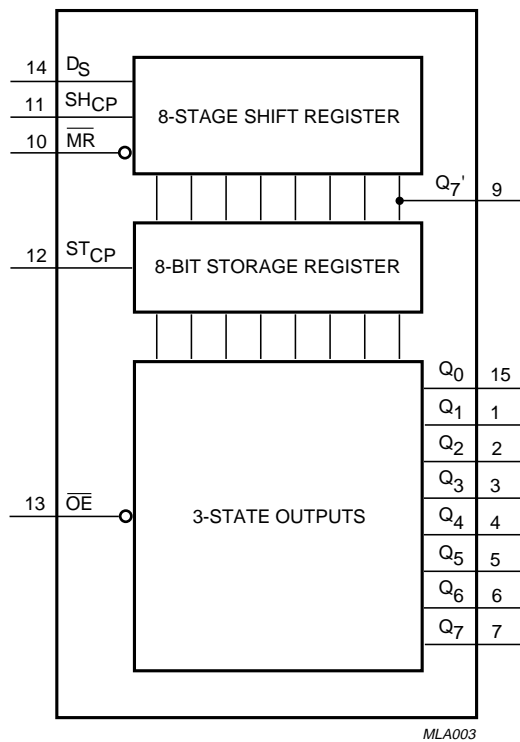 14 DS
11 SHCP
10 MR
8-STAGE SHIFT REGISTER
Q7' 9
12 STCP
8-BIT STORAGE REGISTER
Q0 15
Q1 1
Q2 2
Q3 3
13 OE
3-STATE OUTPUTS
Q4 4
Q5 5
Q6 6
Q7 7
MLA003